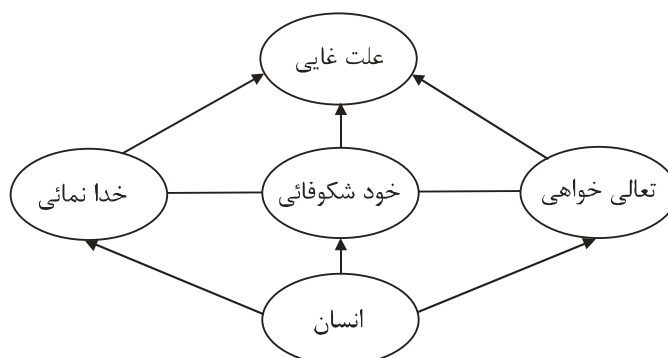 علت غایی
تعالی خواهی
خود شکوفائی
خدا نمائی
انسان